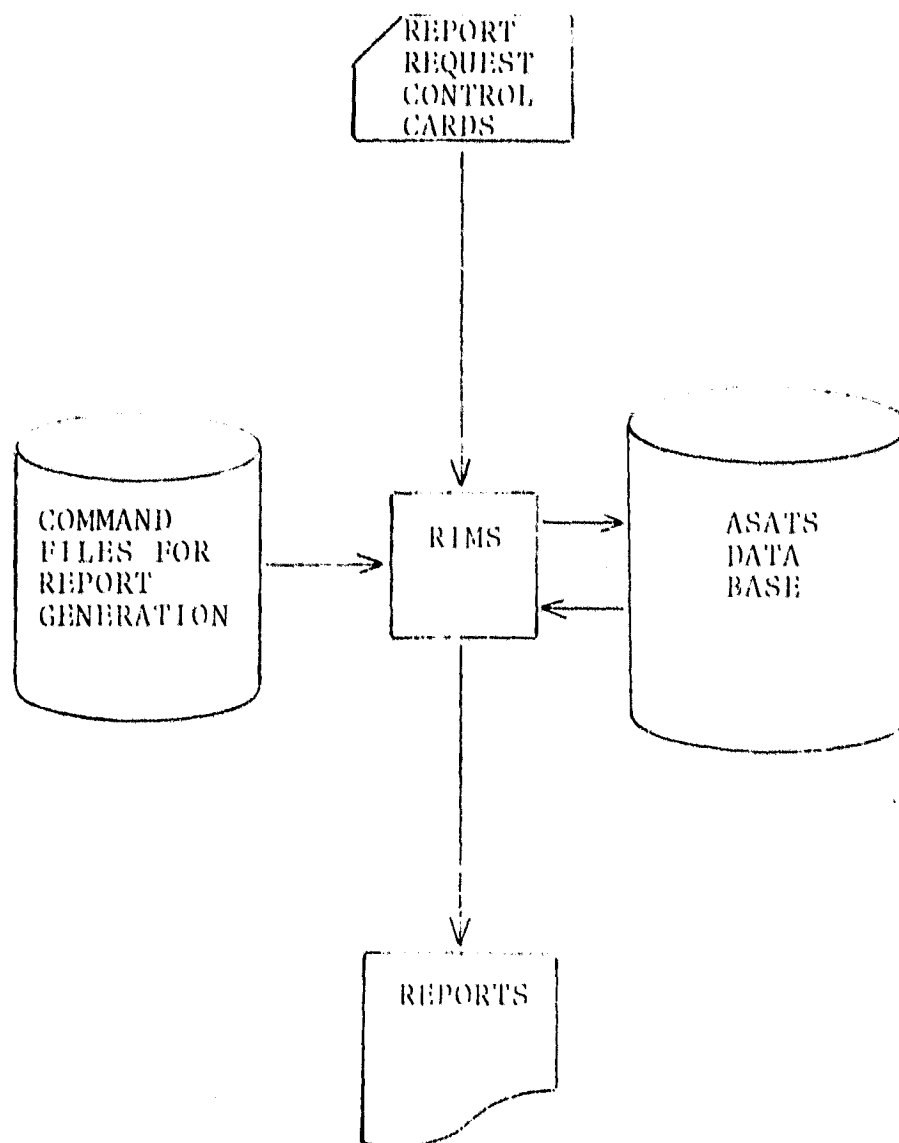 REPORT
REQUEST
CONTROL
CARDS
COMMAND
FILES FOR
REPORT
GENERATION
RIMS
ASATS
DATA
BASE
REPORTS